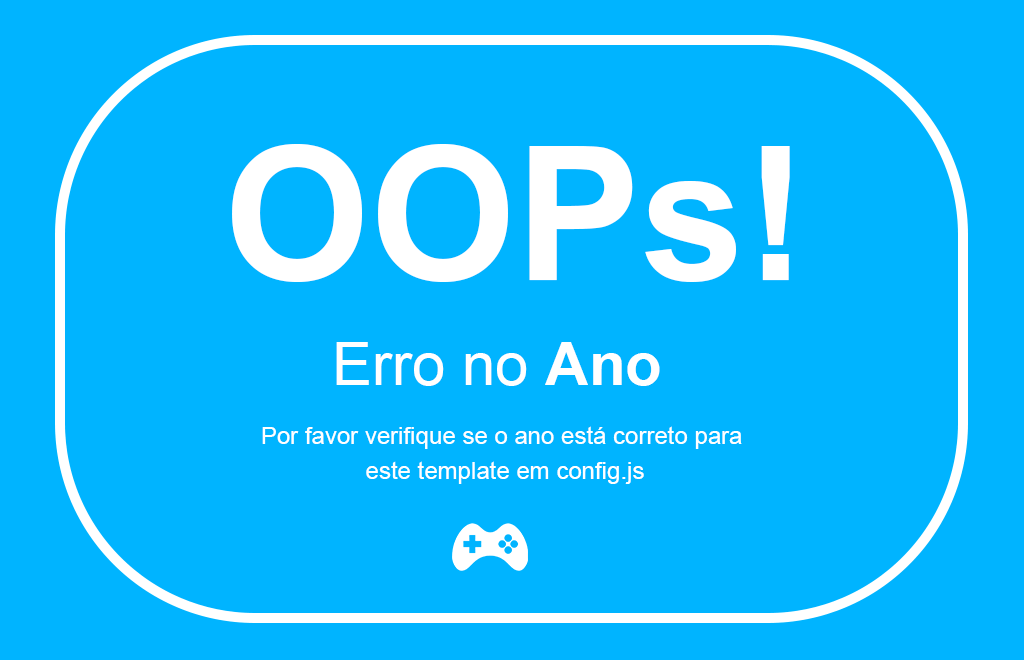 OOPs!
Erro no Ano
Por favor verifique se o ano está correto para
este template em config.js